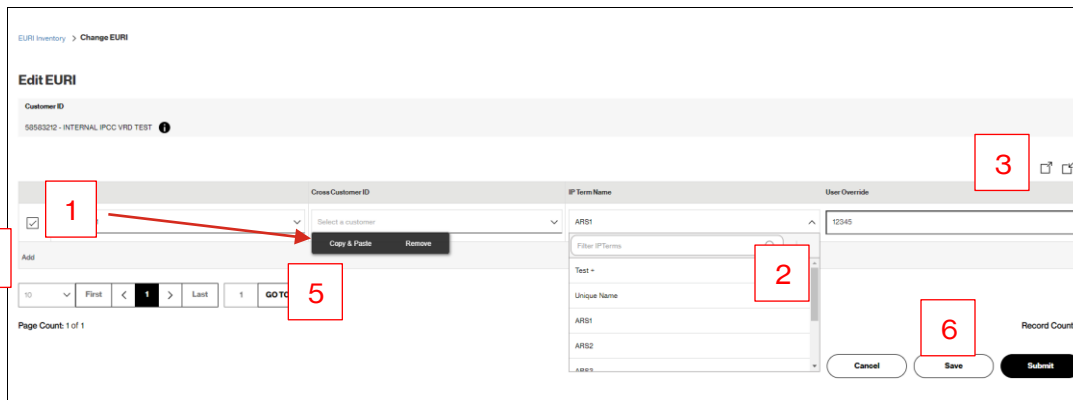 EURI Inventory > Change EURI
Edit EURI
Customer ID
58583212 - INTERNAL IPCC VRD TEST
3
Cross Customer ID IP Term Name User Override
1
Select a customer ARS1 12345
Copy & Paste Remove
Filter IPTerms
Add
Test -
2
10 First < 1 > Last 1 GO TO
5
Unique Name
Page Count: 1 of 1
ARS1
6
Record Count
ARS2
ARS3
Cancel Save Submit